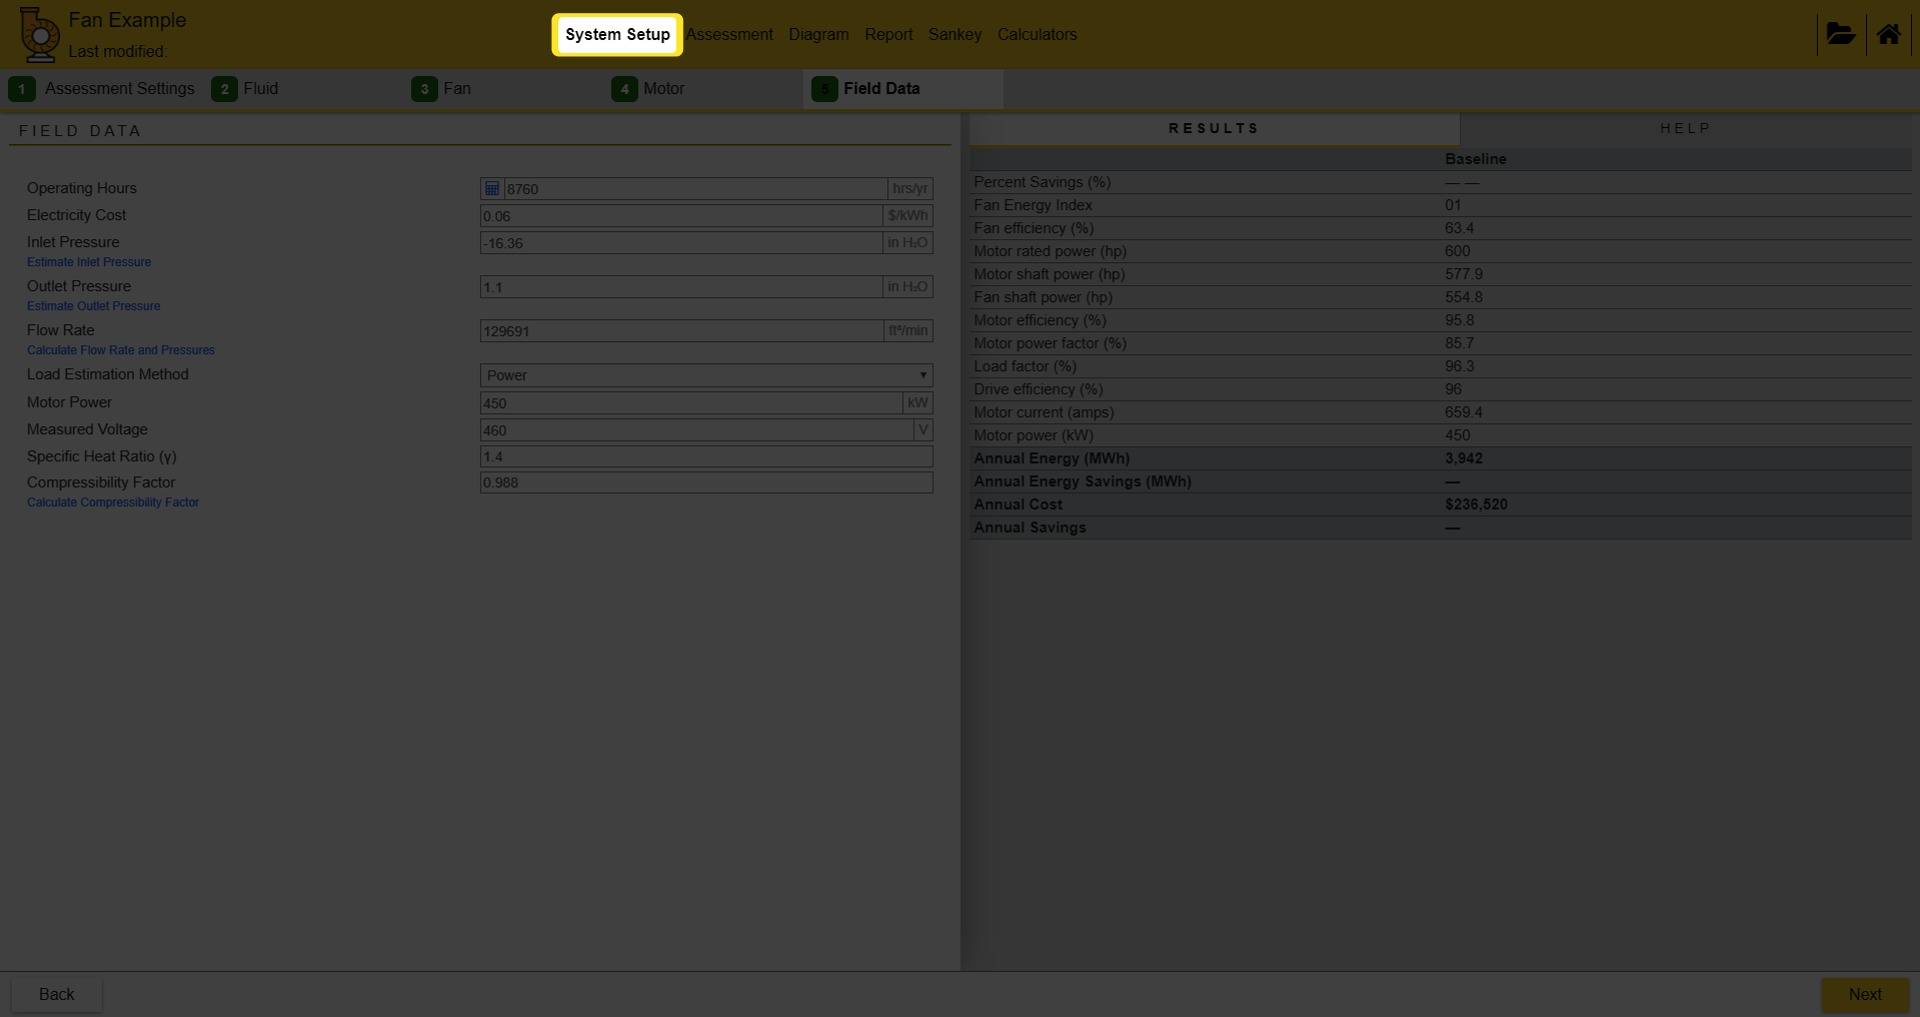 Fan Example
Last modified:
System Setup Assessment Diagram Report Sankey Calculators
1 Assessment Settings 2 Fluid 3 Fan 4 Motor 5 Field Data
FIELD DATA
Operating Hours 8760 hrs/yr
Electricity Cost 0.06 $/kWh
Inlet Pressure -16.36 in H₂O
Estimate Inlet Pressure
Outlet Pressure 1.1 in H₂O
Estimate Outlet Pressure
Flow Rate 129691 ft³/min
Calculate Flow Rate and Pressures
Load Estimation Method Power
Motor Power 450 kW
Measured Voltage 460 V
Specific Heat Ratio (γ) 1.4
Compressibility Factor 0.988
Calculate Compressibility Factor
RESULTS HELP
Baseline
Percent Savings (%) — —
Fan Energy Index 01
Fan efficiency (%) 63.4
Motor rated power (hp) 600
Motor shaft power (hp) 577.9
Fan shaft power (hp) 554.8
Motor efficiency (%) 95.8
Motor power factor (%) 85.7
Load factor (%) 96.3
Drive efficiency (%) 96
Motor current (amps) 659.4
Motor power (kW) 450
Annual Energy (MWh) 3,942
Annual Energy Savings (MWh) —
Annual Cost $236,520
Annual Savings —
Back Next